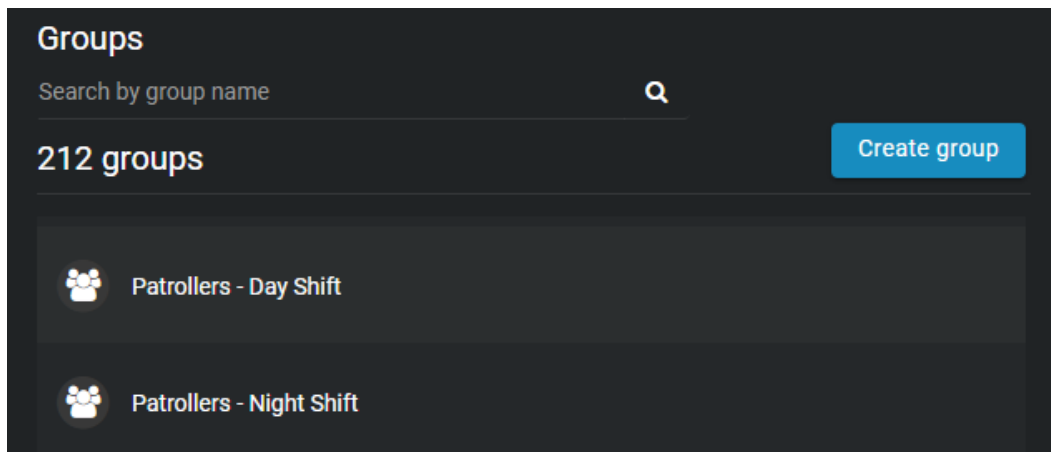 Groups
Search by group name
212 groups
Create group
Patrollers - Day Shift
Patrollers - Night Shift